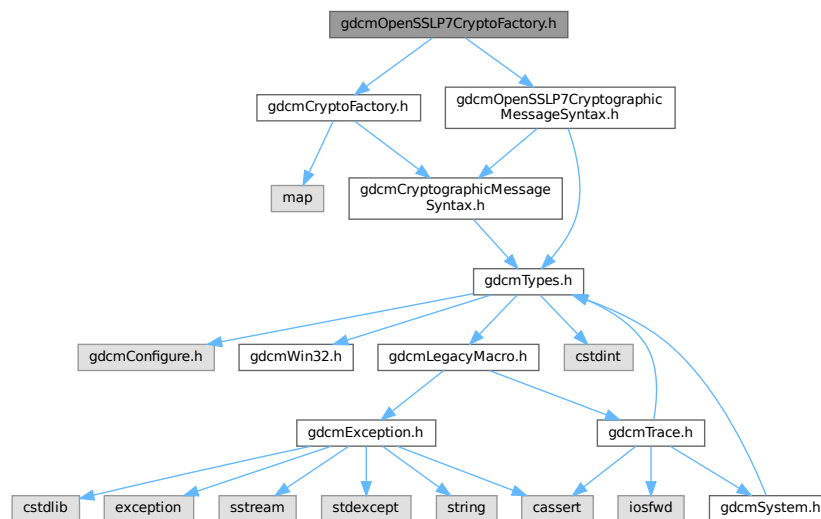 gdcmOpenSSLP7CryptoFactory.h
gdcmCryptoFactory.h
gdcmOpenSSLP7Cryptographic
MessageSyntax.h
map
gdcmCryptographicMessage
Syntax.h
gdcmTypes.h
gdcmConfigure.h
gdcmWin32.h
gdcmLegacyMacro.h
cstdint
gdcmException.h
gdcmTrace.h
cstdlib
exception
sstream
stdexcept
string
cassert
iosfwd
gdcmSystem.h